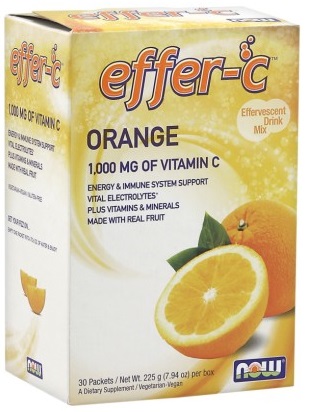 effer-C™
Effervescent
Drink
Mix
ORANGE
1,000 MG OF VITAMIN C
ENERGY & IMMUNE SYSTEM SUPPORT
VITAL ELECTROLYTES
PLUS VITAMINS & MINERALS
MADE WITH REAL FRUIT
30 Packets / Net Wt. 225 g (7.94 oz) per box
A Dietary Supplement / Vegetarian-Vegan
NOW
effer-C
1,000 MG OF VITAMIN C
ENERGY & IMMUNE SYSTEM SUPPORT
VITAL ELECTROLYTES
PLUS VITAMINS & MINERALS
MADE WITH REAL FRUIT
NOW